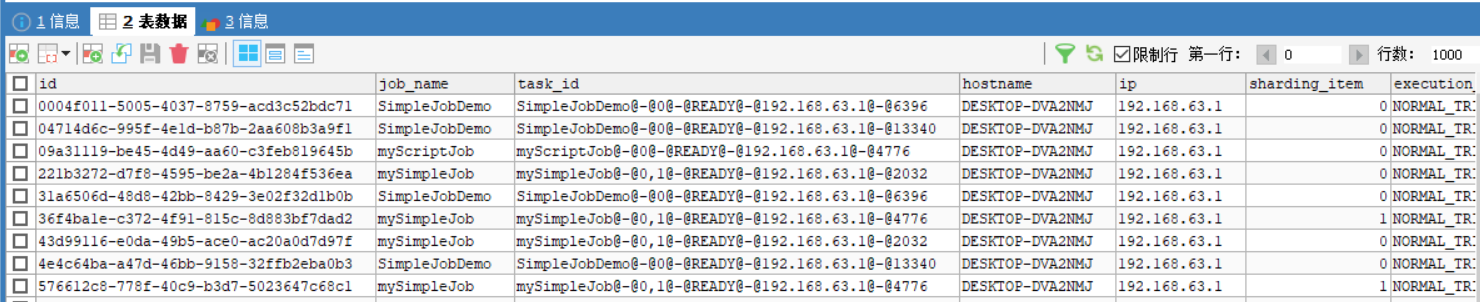 1 信息 2 表数据 3 信息
限制行 第一行: 0 行数: 1000
id job_name task_id hostname ip sharding_item execution_
0004f011-5005-4037-8759-acd3c52bdc71 SimpleJobDemo SimpleJobDemo@-@0@-@READY@-@192.168.63.1@-@6396 DESKTOP-DVA2NMJ 192.168.63.1 0 NORMAL_TRI
04714d6c-995f-4e1d-b87b-2aa608b3a9f1 SimpleJobDemo SimpleJobDemo@-@0@-@READY@-@192.168.63.1@-@13340 DESKTOP-DVA2NMJ 192.168.63.1 0 NORMAL_TRI
09a31119-be45-4d49-aa60-c3feb819645b myScriptJob myScriptJob@-@0@-@READY@-@192.168.63.1@-@4776 DESKTOP-DVA2NMJ 192.168.63.1 0 NORMAL_TRI
221b3272-d7f8-4595-be2a-4b1284f536ea mySimpleJob mySimpleJob@-@0,1@-@READY@-@192.168.63.1@-@2032 DESKTOP-DVA2NMJ 192.168.63.1 0 NORMAL_TRI
31a6506d-48d8-42bb-8429-3e02f32d1b0b SimpleJobDemo SimpleJobDemo@-@0@-@READY@-@192.168.63.1@-@6396 DESKTOP-DVA2NMJ 192.168.63.1 0 NORMAL_TRI
36f4ba1e-c372-4f91-815c-8d883bf7dad2 mySimpleJob mySimpleJob@-@0,1@-@READY@-@192.168.63.1@-@4776 DESKTOP-DVA2NMJ 192.168.63.1 1 NORMAL_TRI
43d99116-e0da-49b5-ace0-ac20a0d7d97f mySimpleJob mySimpleJob@-@0,1@-@READY@-@192.168.63.1@-@2032 DESKTOP-DVA2NMJ 192.168.63.1 0 NORMAL_TRI
4e4c64ba-a47d-46bb-9158-32ffb2eba0b3 SimpleJobDemo SimpleJobDemo@-@0@-@READY@-@192.168.63.1@-@13340 DESKTOP-DVA2NMJ 192.168.63.1 0 NORMAL_TRI
576612c8-778f-40c9-b3d7-5023647c68c1 mySimpleJob mySimpleJob@-@0,1@-@READY@-@192.168.63.1@-@4776 DESKTOP-DVA2NMJ 192.168.63.1 1 NORMAL_TRI